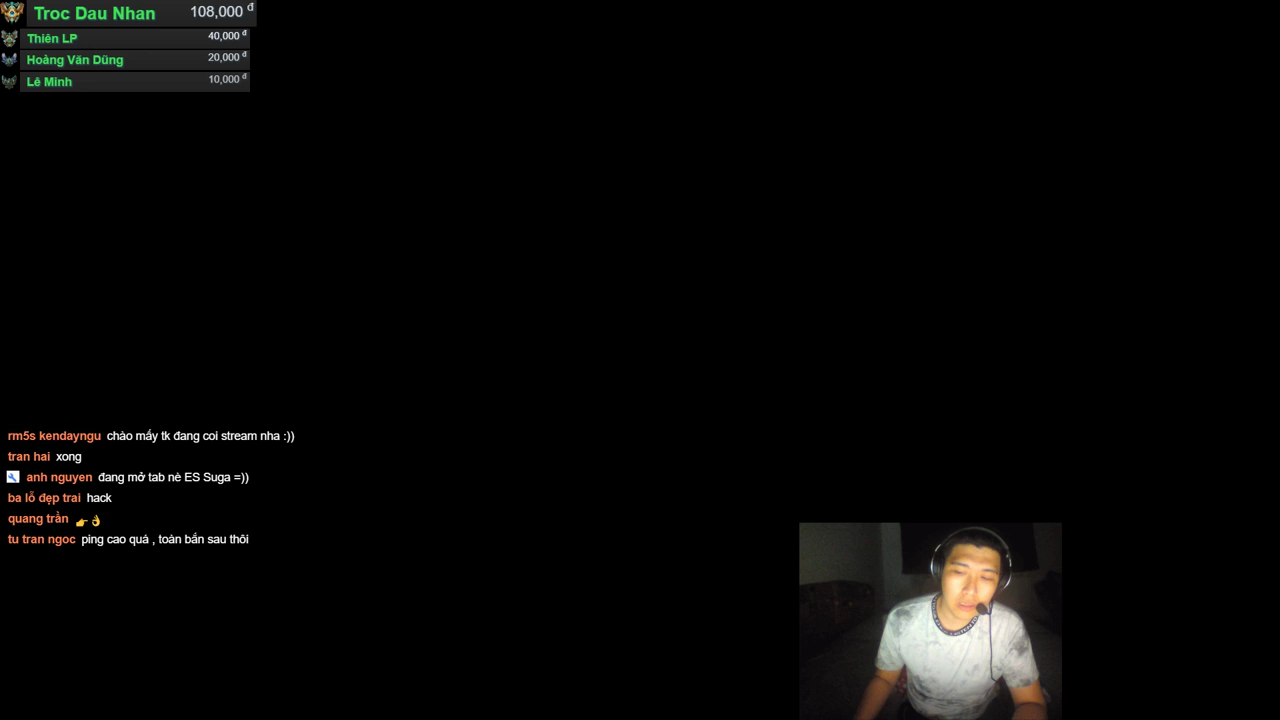 Troc Dau Nhan 108,000 đ
Thiên LP 40,000 đ
Hoàng Văn Dũng 20,000 đ
Lê Minh 10,000 đ
rm5s kendayngu chào mấy tk đang coi stream nha :))
tran hai xong
anh nguyen đang mở tab nè ES Suga =))
ba lỗ đẹp trai hack
quang trần 👉👌
tu tran ngoc ping cao quá , toàn bắn sau thôi